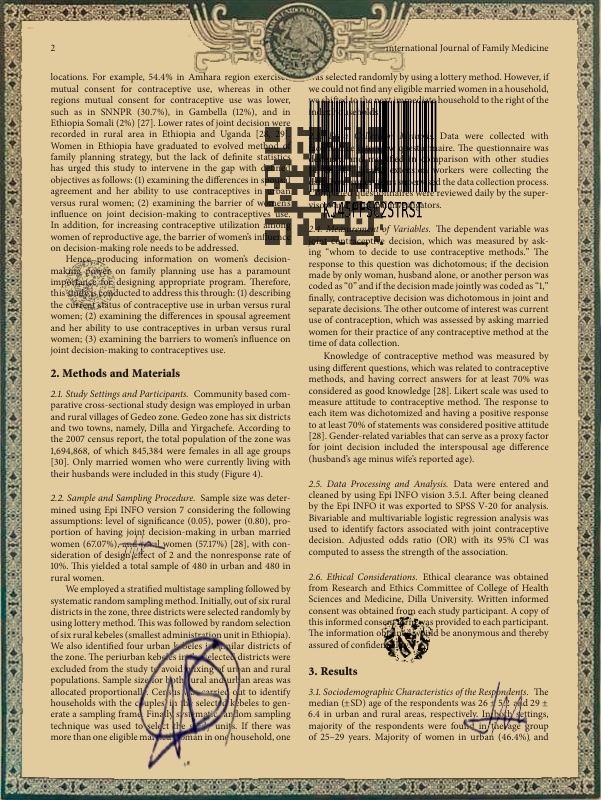 2
International Journal of Family Medicine
locations. For example, 54.4% in Amhara region exercised
mutual consent for contraceptive use, whereas in other
regions mutual consent for contraceptive use was lower,
such as in SNNPR (30.7%), in Gambella (12%), and in
Ethiopia Somali (2%) [27]. Lower rates of joint decision were
recorded in rural area in Ethiopia and Uganda [28, 29].
Women in Ethiopia have graduated to evolved method of
family planning strategy, but the lack of definite statistics
has urged this study to intervene in the gap with
objectives as follows: (1) examining the differences in spousal
agreement and her ability to use contraceptives in urban
versus rural women; (2) examining the barrier of women's
influence on joint decision-making to contraceptives use.
In addition, for increasing contraceptive utilization among
women of reproductive age, the barrier of women's influence
on decision-making role needs to be addressed.
Hence producing information on women's decision-
making power on family planning use has a paramount
importance for designing appropriate program. Therefore,
this study is conducted to address this through: (1) describing
the current status of contraceptive use in urban versus rural
women; (2) examining the differences in spousal agreement
and her ability to use contraceptives in urban versus rural
women; (3) examining the barriers to women's influence on
joint decision-making to contraceptives use.
2. Methods and Materials
2.1. Study Settings and Participants. Community based com-
parative cross-sectional study design was employed in urban
and rural villages of Gedeo zone. Gedeo zone has six districts
and two towns, namely, Dilla and Yirgachefe. According to
the 2007 census report, the total population of the zone was
1,694,868, of which 845,384 were females in all age groups
[30]. Only married women who were currently living with
their husbands were included in this study (Figure 4).
2.2. Sample and Sampling Procedure. Sample size was deter-
mined using Epi INFO version 7 considering the following
assumptions: level of significance (0.05), power (0.80), pro-
portion of having joint decision-making in urban married
women (67.07%), and rural women (57.17%) [28], with con-
sideration of design effect of 2 and the nonresponse rate of
10%. This yielded a total sample of 480 in urban and 480 in
rural women.
We employed a stratified multistage sampling followed by
systematic random sampling method. Initially, out of six rural
districts in the zone, three districts were selected randomly by
using lottery method. This was followed by random selection
of six rural kebeles (smallest administration unit in Ethiopia).
We also identified four urban kebeles in similar districts of
the zone. The periurban kebeles in selected districts were
excluded from the study to avoid mixing of urban and rural
populations. Sample size for both rural and urban areas was
allocated proportionally. Census was carried out to identify
households with the couples in the selected kebeles to gen-
erate a sampling frame. Finally systematic random sampling
technique was used to select the study units. If there was
more than one eligible married woman in one household, one
was selected randomly by using a lottery method. However, if
we could not find any eligible married women in a household,
we shifted to the next immediate household to the right of the
Data were collected with
questionnaire. The questionnaire was
in comparison with other studies
workers were collecting the
the data collection process.
were reviewed daily by the super-
KJ45PFSC2STRS1
2.4. Measurement of Variables. The dependent variable was
joint contraceptive decision, which was measured by ask-
ing "whom to decide to use contraceptive methods." The
response to this question was dichotomous; if the decision
made by only woman, husband alone, or another person was
coded as "0" and if the decision made jointly was coded as "1,"
finally, contraceptive decision was dichotomous in joint and
separate decisions. The other outcome of interest was current
use of contraception, which was assessed by asking married
women for their practice of any contraceptive method at the
time of data collection.
Knowledge of contraceptive method was measured by
using different questions, which was related to contraceptive
methods, and having correct answers for at least 70% was
considered as good knowledge [28]. Likert scale was used to
measure attitude to contraceptive. The response to
each item was dichotomized and having a positive response
to at least 70% of statements was considered positive attitude
[28]. Gender-related variables that can serve as a proxy factor
for joint decision included the interspousal age difference
(husband's age minus wife's reported age).
2.5. Data Processing and Analysis. Data were entered and
cleaned by using Epi INFO vision 3.5.1. After being cleaned
by the Epi INFO it was exported to SPSS V-20 for analysis.
Bivariate and multivariable logistic regression analysis was
used to identify factors associated with joint contraceptive
decision. Adjusted odds ratio (OR) with its 95% CI was
computed to assess the strength of the association.
2.6. Ethical Considerations. Ethical clearance was obtained
from Research and Ethics Committee of College of Health
Sciences and Medicine, Dilla University. Written informed
consent was obtained from each study participant. A copy of
this informed consent form was provided to each participant.
The information obtained would be anonymous and thereby
assured of
3. Results
3.1. Sociodemographic Characteristics of the Respondents. The
median (±SD) age of the respondents was 26 ± 5.2 and 29 ±
6.4 in urban and rural areas, respectively. In both settings,
majority of the respondents were found in the age group
of 25–29 years. Majority of women in urban (46.4%) and